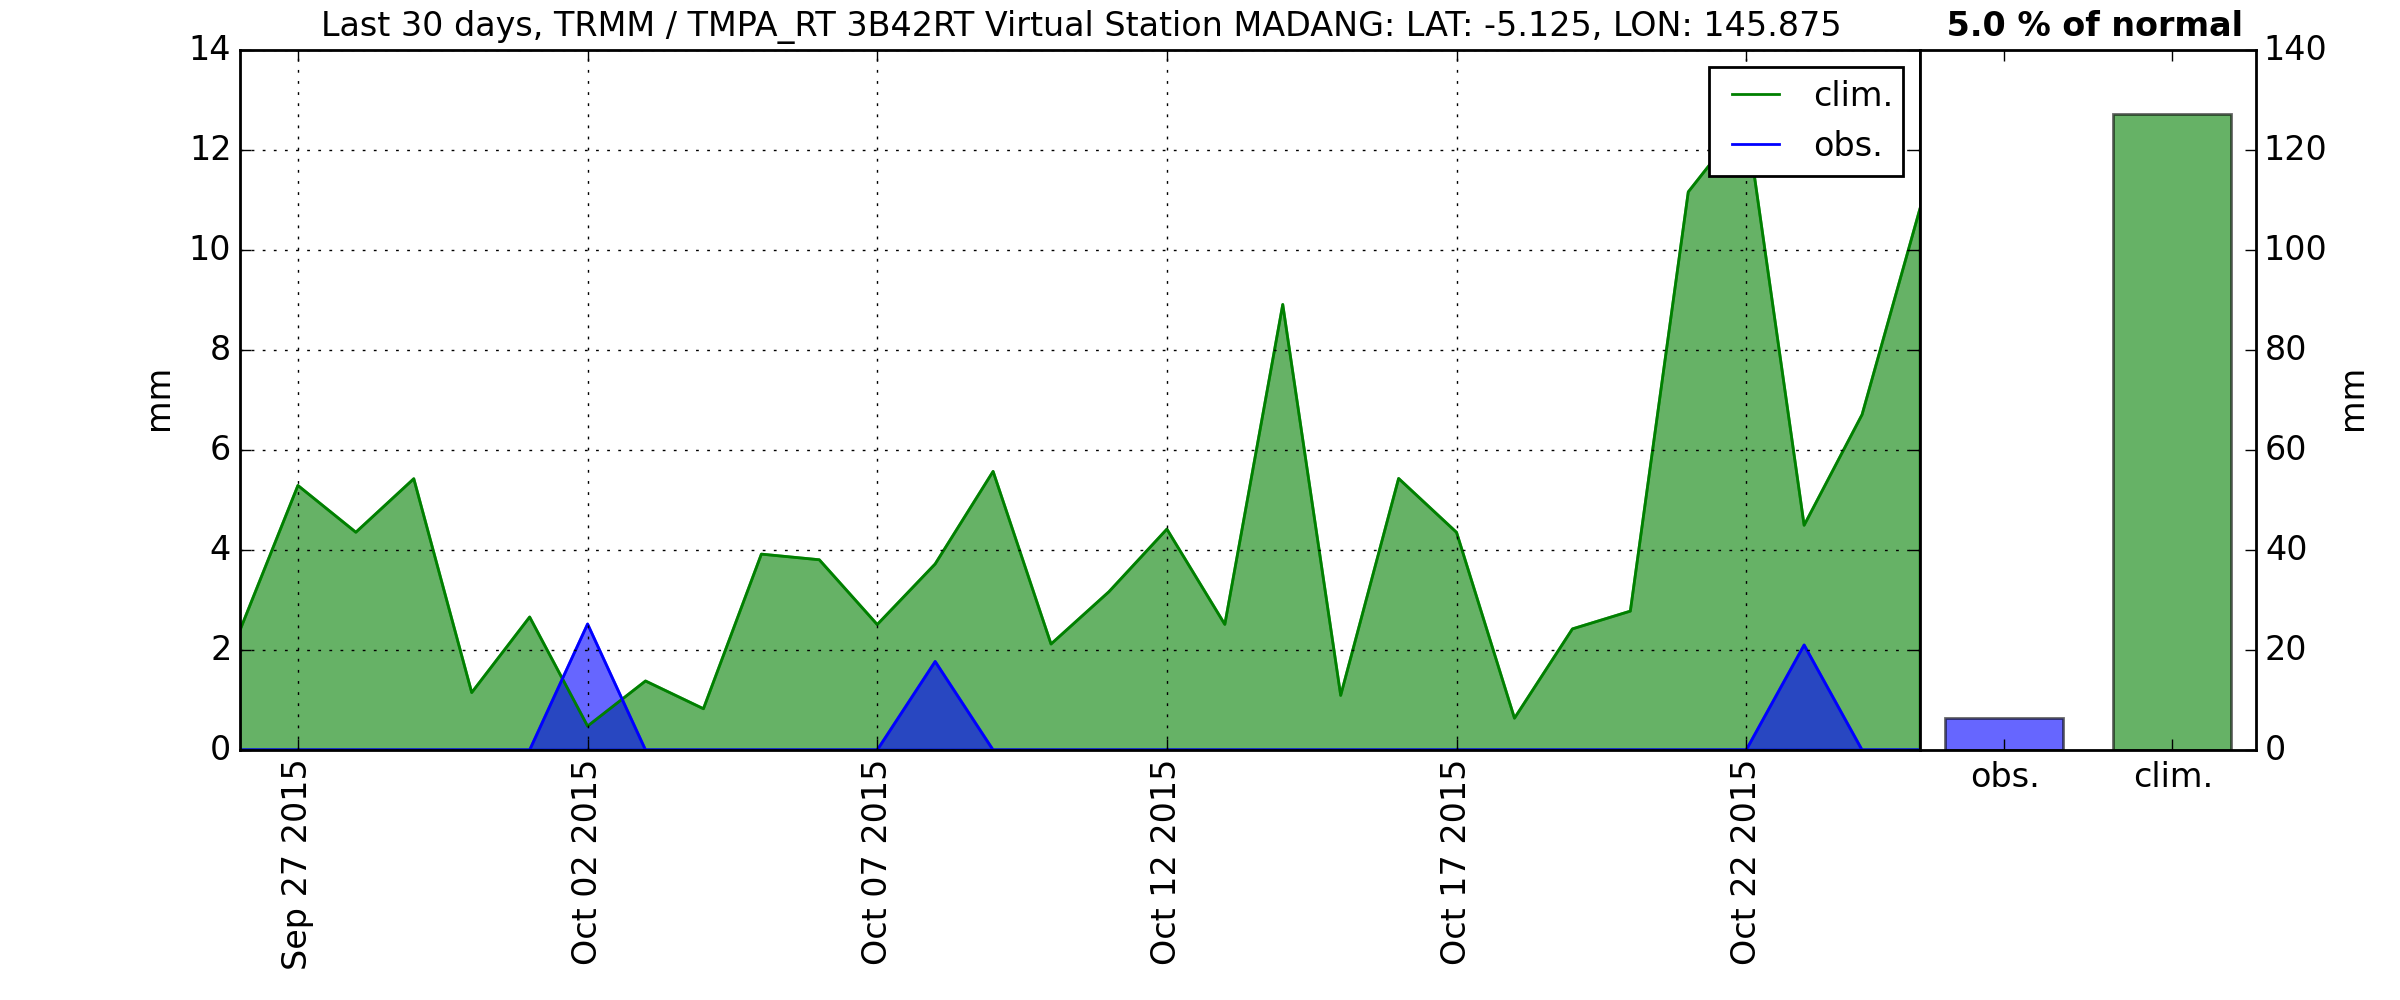 Last 30 days, TRMM / TMPA_RT 3B42RT Virtual Station MADANG: LAT: -5.125, LON: 145.875
5.0 % of normal
14
12
10
8
6
4
2
0
mm
clim.
obs.
Sep 27 2015
Oct 02 2015
Oct 07 2015
Oct 12 2015
Oct 17 2015
Oct 22 2015
obs.
clim.
140
120
100
80
60
40
20
0
mm